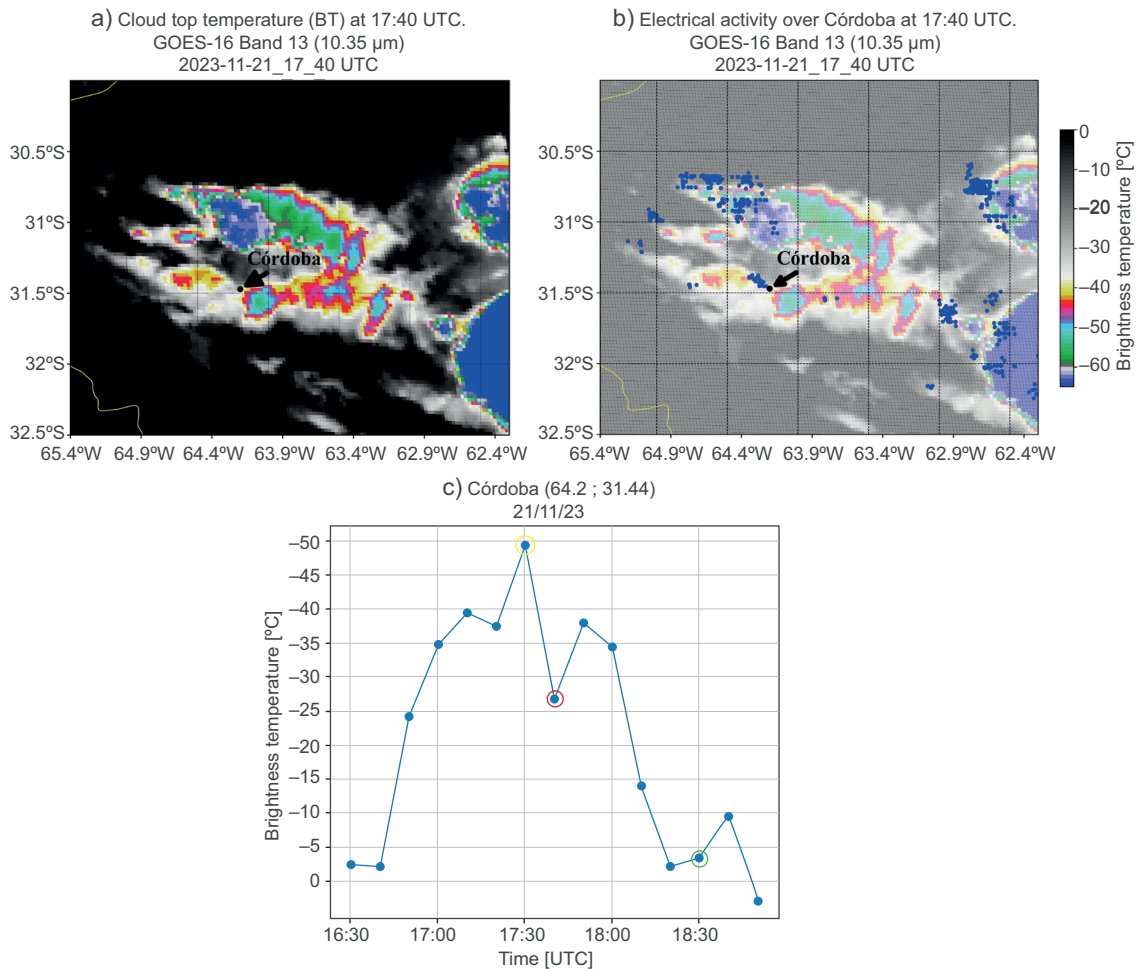 a) Cloud top temperature (BT) at 17:40 UTC.
GOES-16 Band 13 (10.35 µm)
2023-11-21_17_40 UTC
30.5ºS
31ºS
31.5ºS
32ºS
32.5ºS
Córdoba
65.4ºW 64.9ºW 64.4ºW 63.9ºW 63.4ºW 62.9ºW 62.4ºW
b) Electrical activity over Córdoba at 17:40 UTC.
GOES-16 Band 13 (10.35 µm)
2023-11-21_17_40 UTC
30.5ºS
31ºS
31.5ºS
32ºS
32.5ºS
Córdoba
65.4ºW 64.9ºW 64.4ºW 63.9ºW 63.4ºW 62.9ºW 62.4ºW
0
–10
–20
–30
–40
–50
–60
Brightness temperature [ºC]
c) Córdoba (64.2 ; 31.44)
21/11/23
–50
–45
–40
–35
–30
–25
–15
–10
–5
0
Brightness temperature [ºC]
16:30 17:00 17:30 18:00 18:30
Time [UTC]